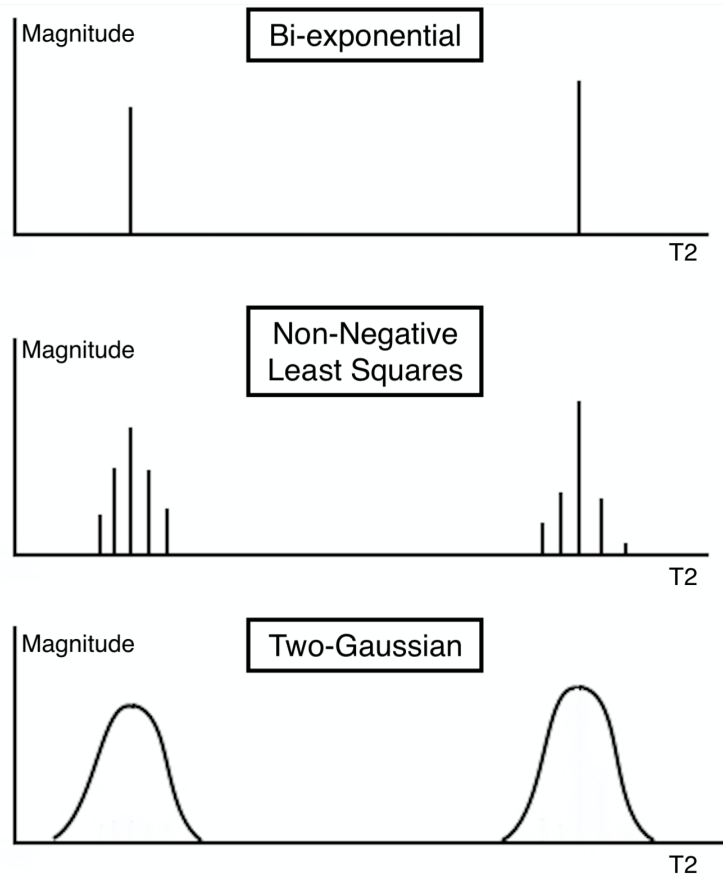 Magnitude
Bi-exponential
T2
Magnitude
Non-Negative
Least Squares
T2
Magnitude
Two-Gaussian
T2